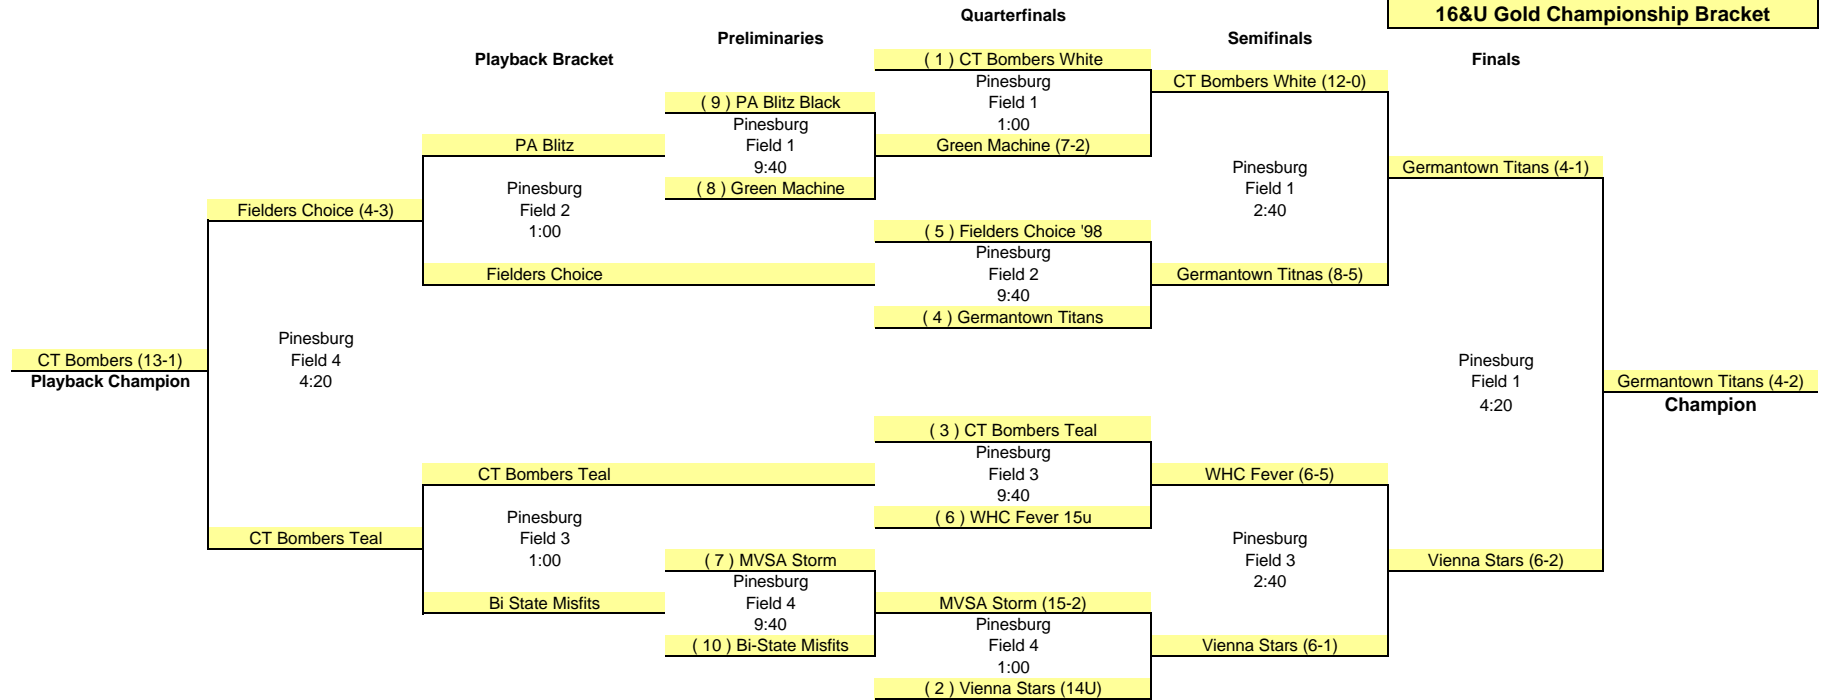 16&U Gold Championship Bracket
Quarterfinals
Preliminaries
Semifinals
Playback Bracket
Finals
( 1 ) CT Bombers White
Pinesburg
Field 1
1:00
CT Bombers White (12-0)
( 9 ) PA Blitz Black
Pinesburg
Field 1
9:40
( 8 ) Green Machine
PA Blitz
Green Machine (7-2)
Pinesburg
Field 1
2:40
Germantown Titans (4-1)
Pinesburg
Field 2
1:00
Fielders Choice (4-3)
( 5 ) Fielders Choice '98
Pinesburg
Field 2
9:40
( 4 ) Germantown Titans
Fielders Choice
Germantown Titnas (8-5)
Pinesburg
Field 4
4:20
CT Bombers (13-1)
Playback Champion
Pinesburg
Field 1
4:20
Germantown Titans (4-2)
Champion
( 3 ) CT Bombers Teal
Pinesburg
Field 3
9:40
( 6 ) WHC Fever 15u
CT Bombers Teal
WHC Fever (6-5)
Pinesburg
Field 3
1:00
CT Bombers Teal
Pinesburg
Field 3
2:40
Vienna Stars (6-2)
( 7 ) MVSA Storm
Pinesburg
Field 4
9:40
( 10 ) Bi-State Misfits
Bi State Misfits
MVSA Storm (15-2)
Pinesburg
Field 4
1:00
( 2 ) Vienna Stars (14U)
Vienna Stars (6-1)